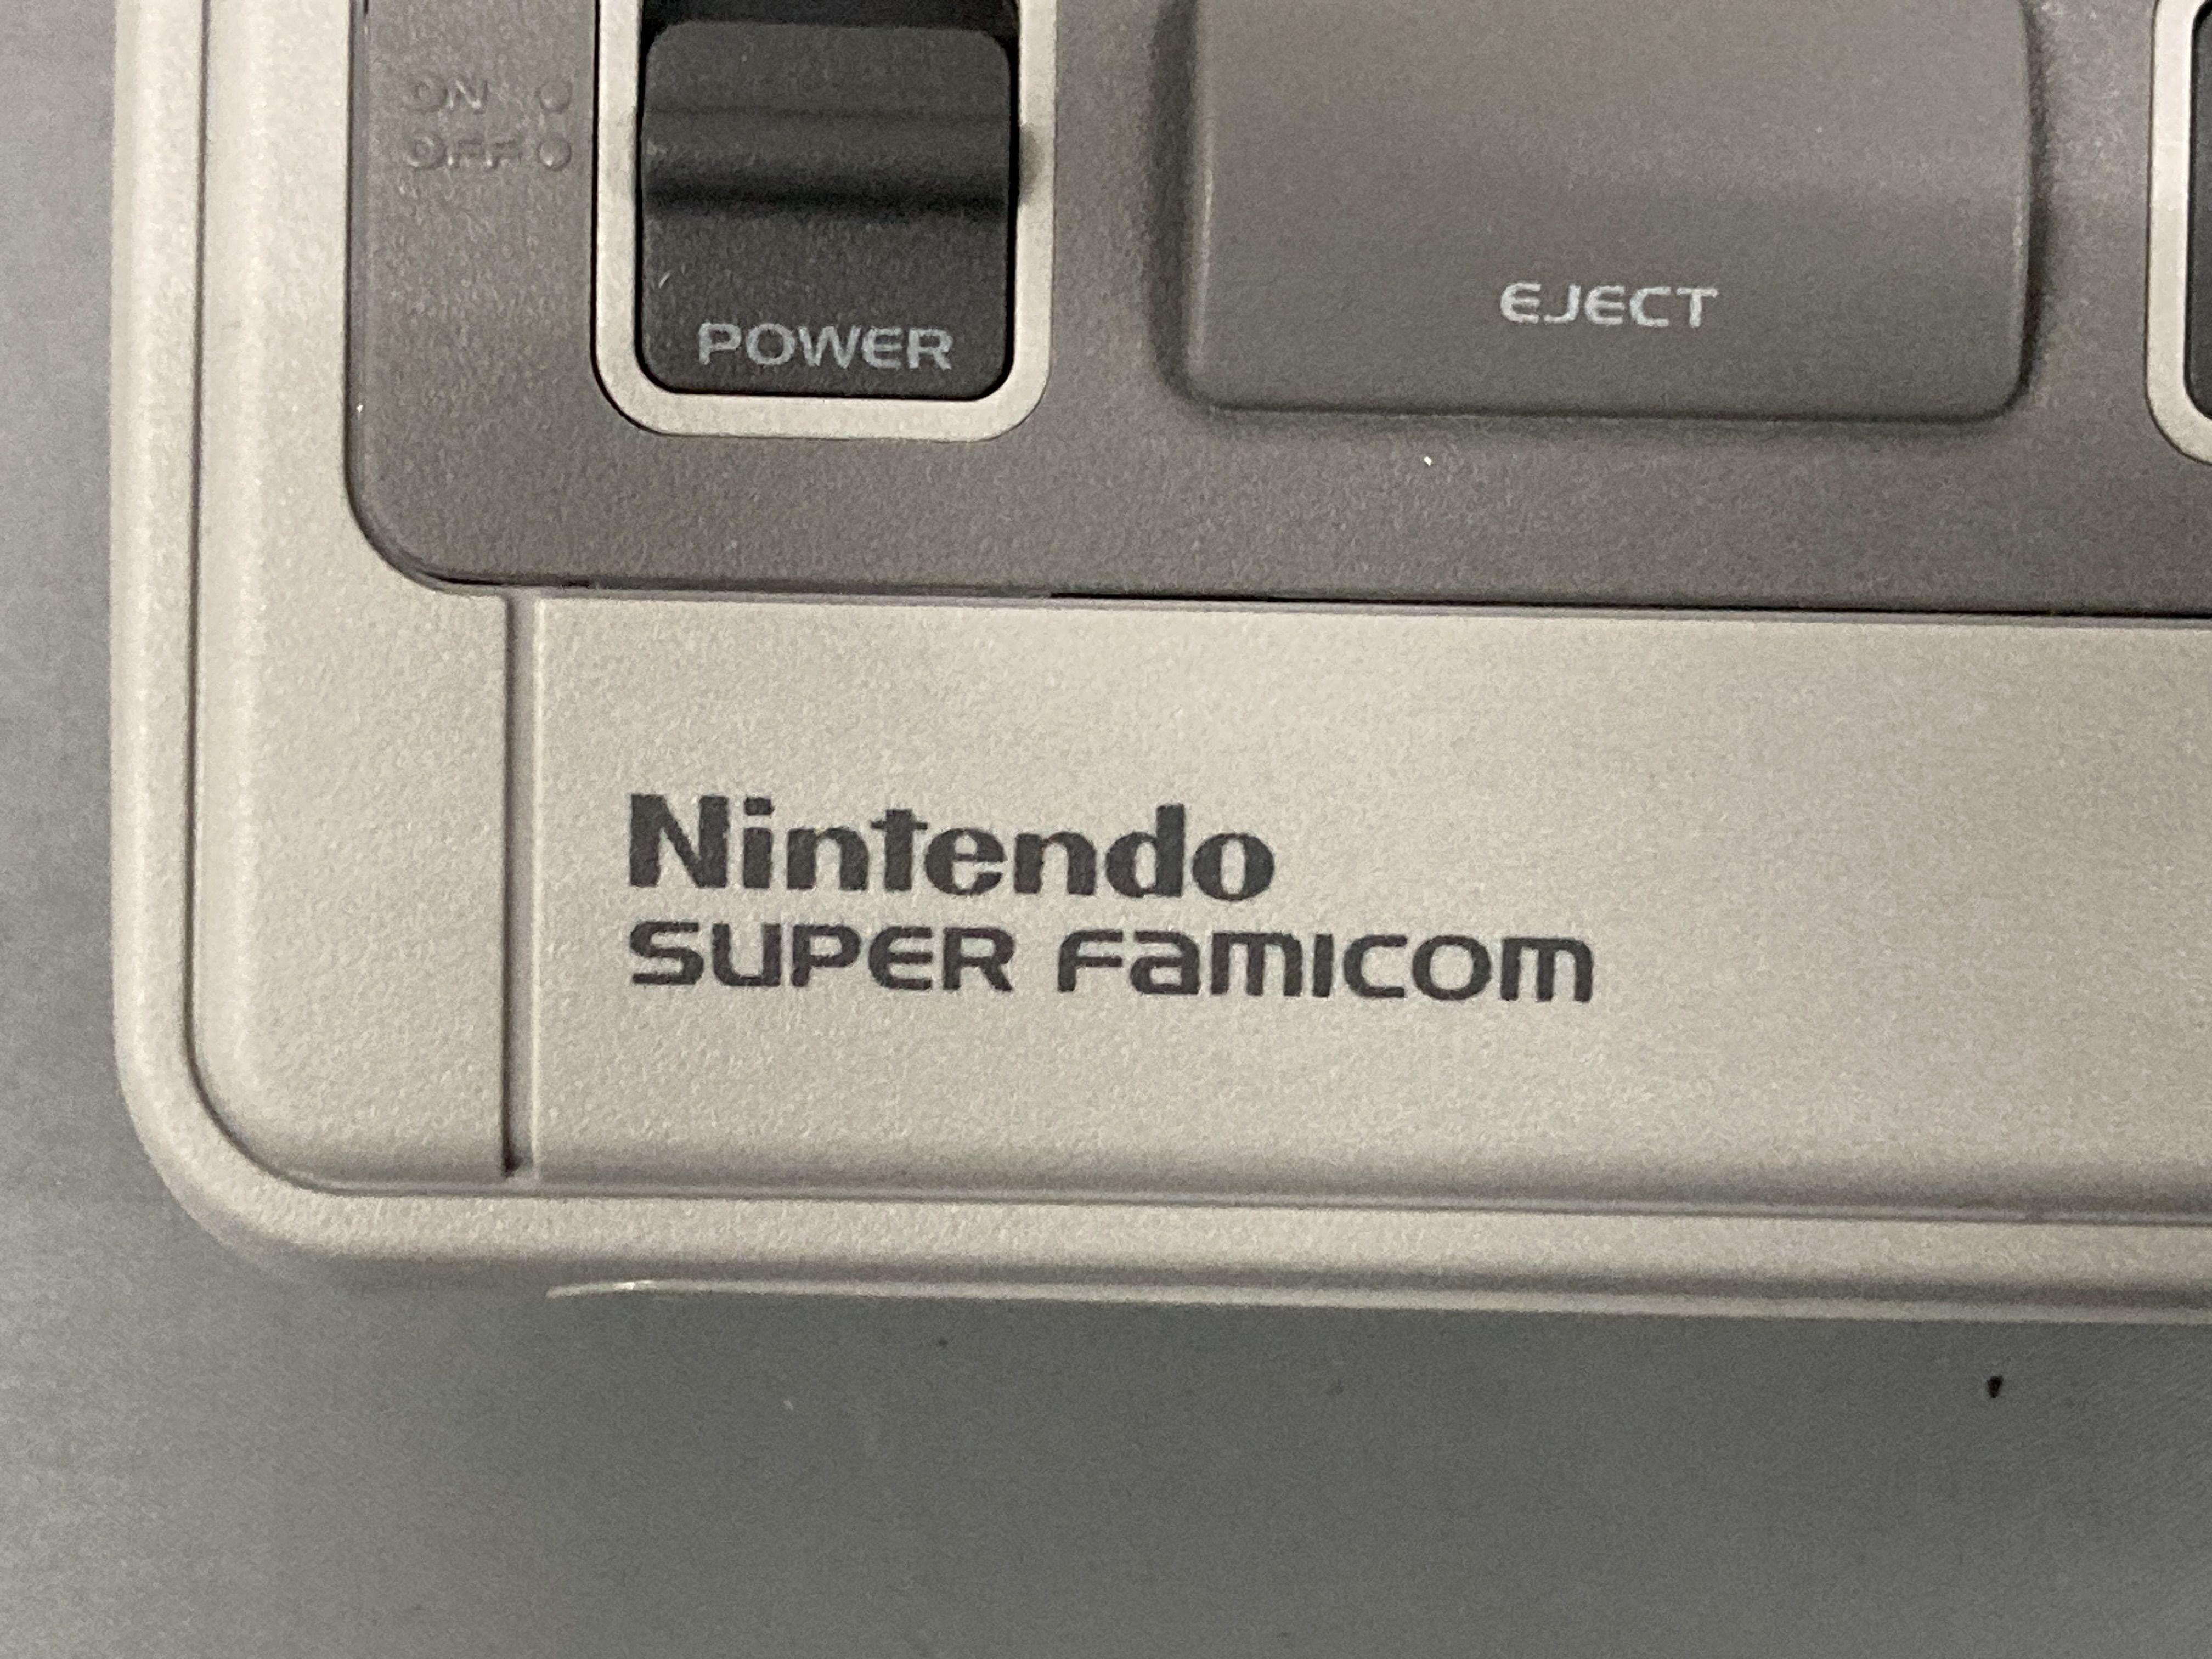 ON
OFF
POWER
EJECT
Nintendo
SUPER Famicom